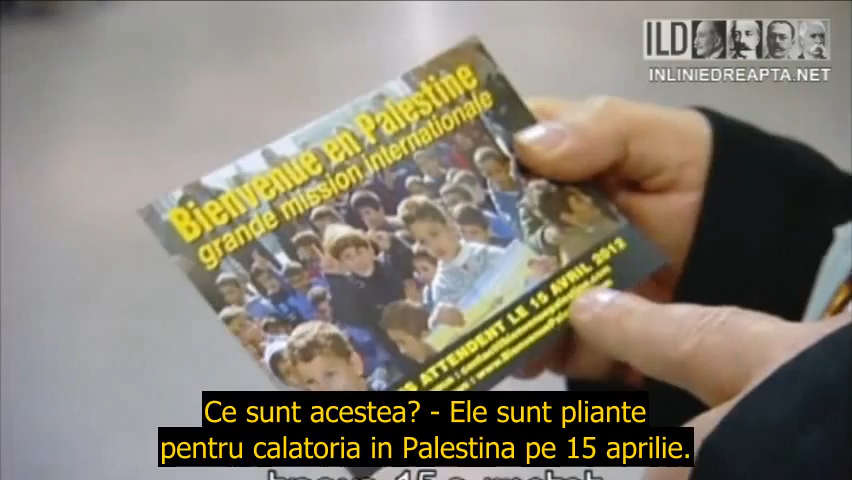 ILD
INLINIEDREAPTA.NET
Bienvenue en Palestine
grande mission internationale
ATTENDENT LE 15 AVRIL 2012
Ce sunt acestea? - Ele sunt pliante
pentru calatoria in Palestina pe 15 aprilie.